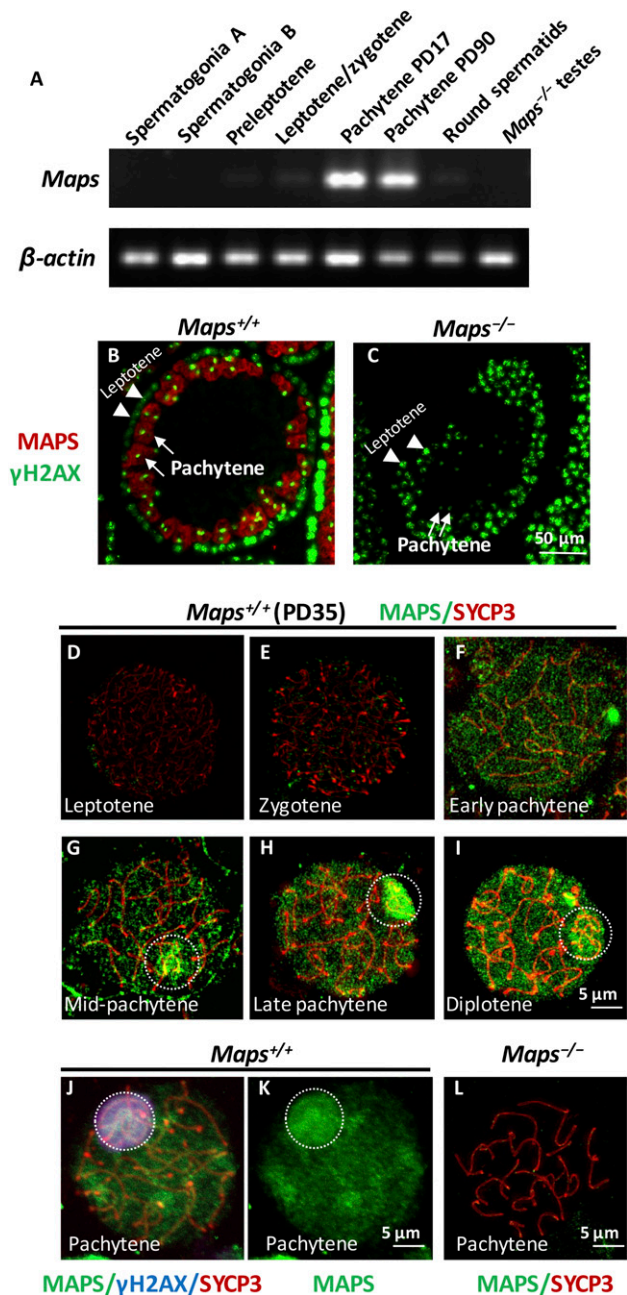 A
Spermatogonia A
Spermatogonia B
Preleptotene
Leptotene/zygotene
Pachytene PD17
Pachytene PD90
Round spermatids
Maps−/− testes
Maps
β-actin
Maps+/+
Maps−/−
B
Leptotene
Pachytene
C
Leptotene
Pachytene
50 µm
MAPS
γH2AX
Maps+/+ (PD35) MAPS/SYCP3
D
Leptotene
E
Zygotene
F
Early pachytene
G
Mid-pachytene
H
Late pachytene
I
Diplotene
5 µm
Maps+/+
Maps−/−
J
Pachytene
K
5 µm
L
Pachytene
5 µm
MAPS/γH2AX/SYCP3
MAPS
MAPS/SYCP3